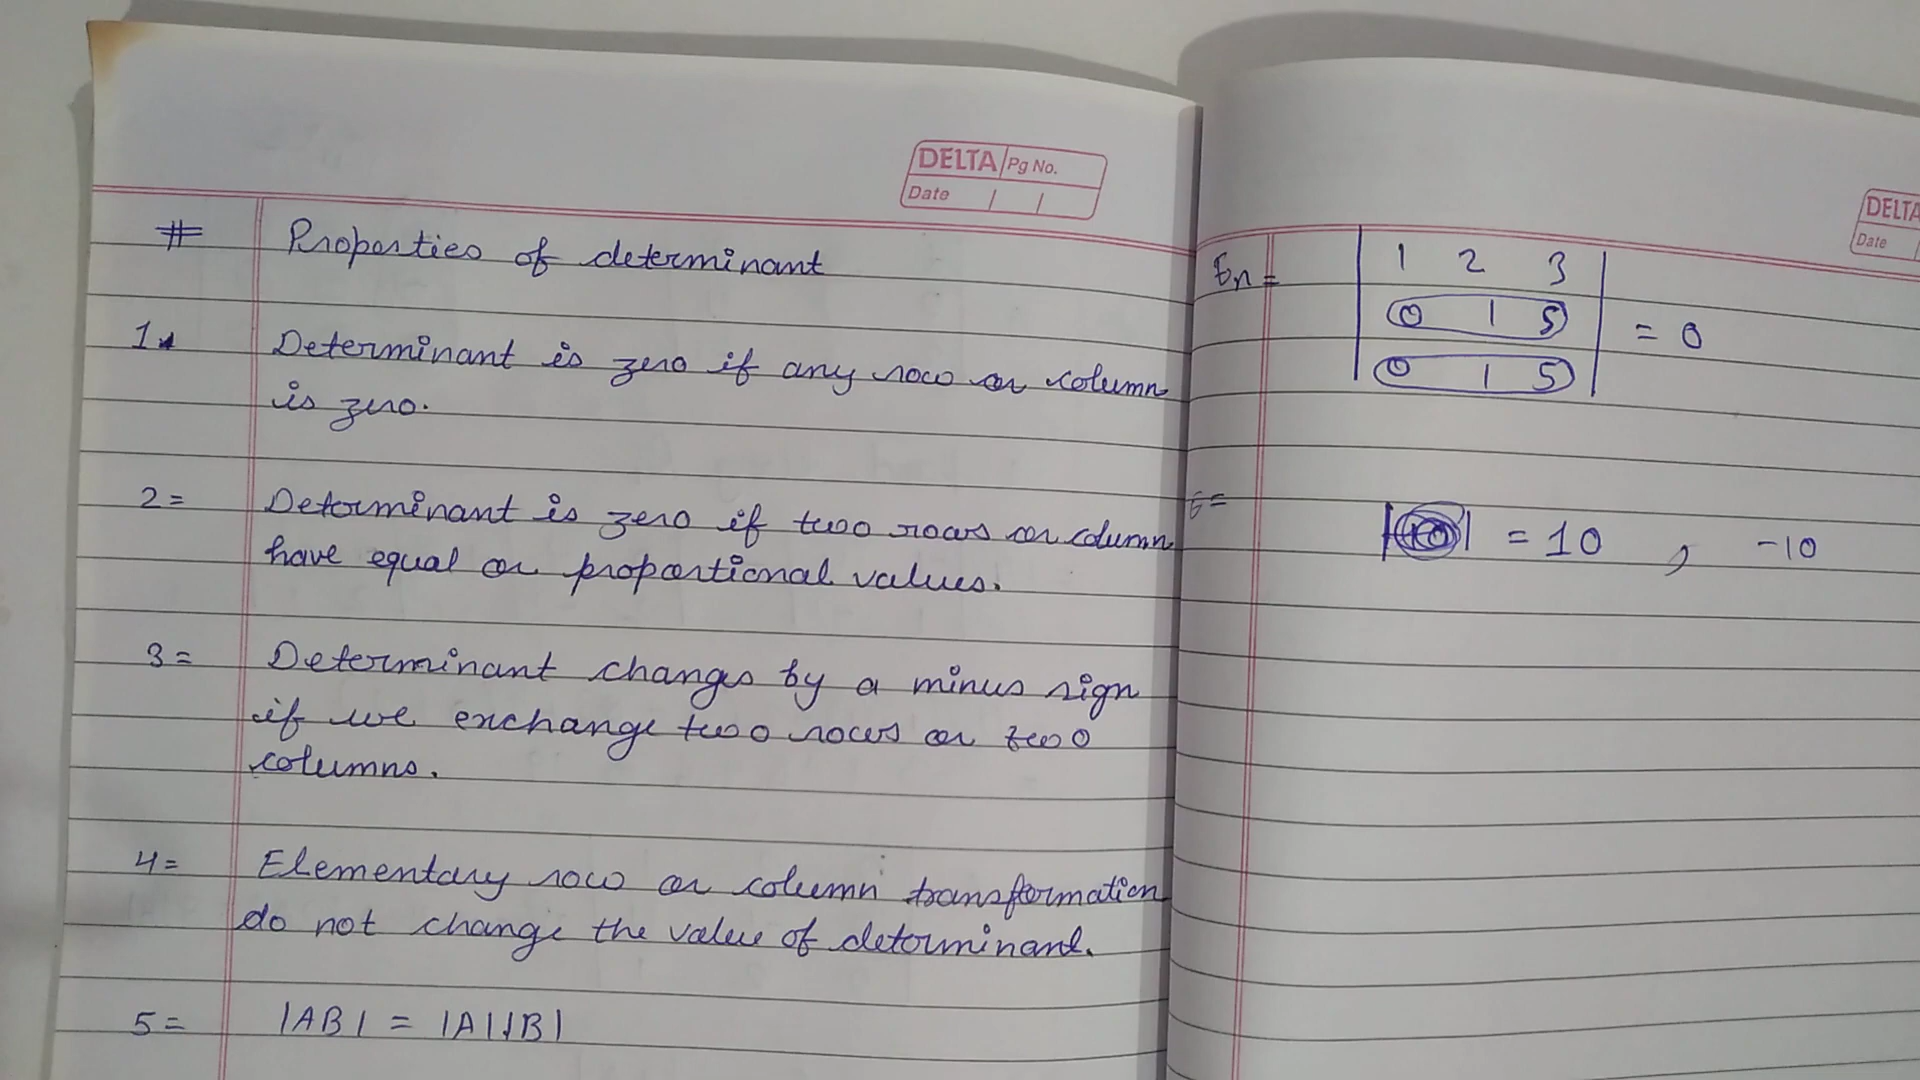 DELTA Pg No.
Date / /
# Properties of determinant
1. Determinant is zero if any row or column
is zero.
2= Determinant is zero if two rows or column
have equal or proportional values.
3= Determinant changes by a minus sign
if we exchange two rows or two
columns.
4= Elementary row or column transformation
do not change the value of determinant.
5= |AB| = |A||B|
DELTA
Date
Ex= | 1 2 3 |
| 0 1 5 | = 0
| 0 1 5 |
= 10 , -10